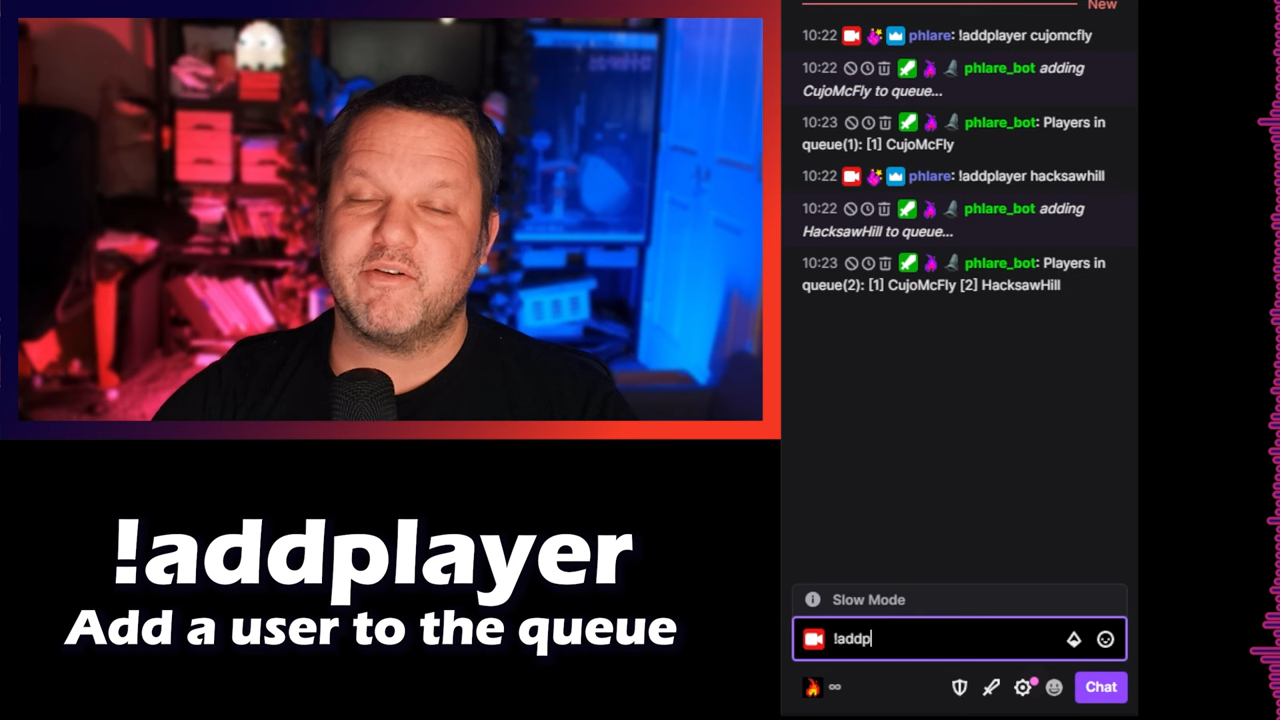 New
10:22 phlare: !addplayer cujomcfly
10:22 phlare_bot adding
CujoMcFly to queue...
10:23 phlare_bot: Players in
queue(1): [1] CujoMcFly
10:22 phlare: !addplayer hacksawhill
10:22 phlare_bot adding
HacksawHill to queue...
10:23 phlare_bot: Players in
queue(2): [1] CujoMcFly [2] HacksawHill
!addplayer
Add a user to the queue
Slow Mode
!addp
∞
Chat